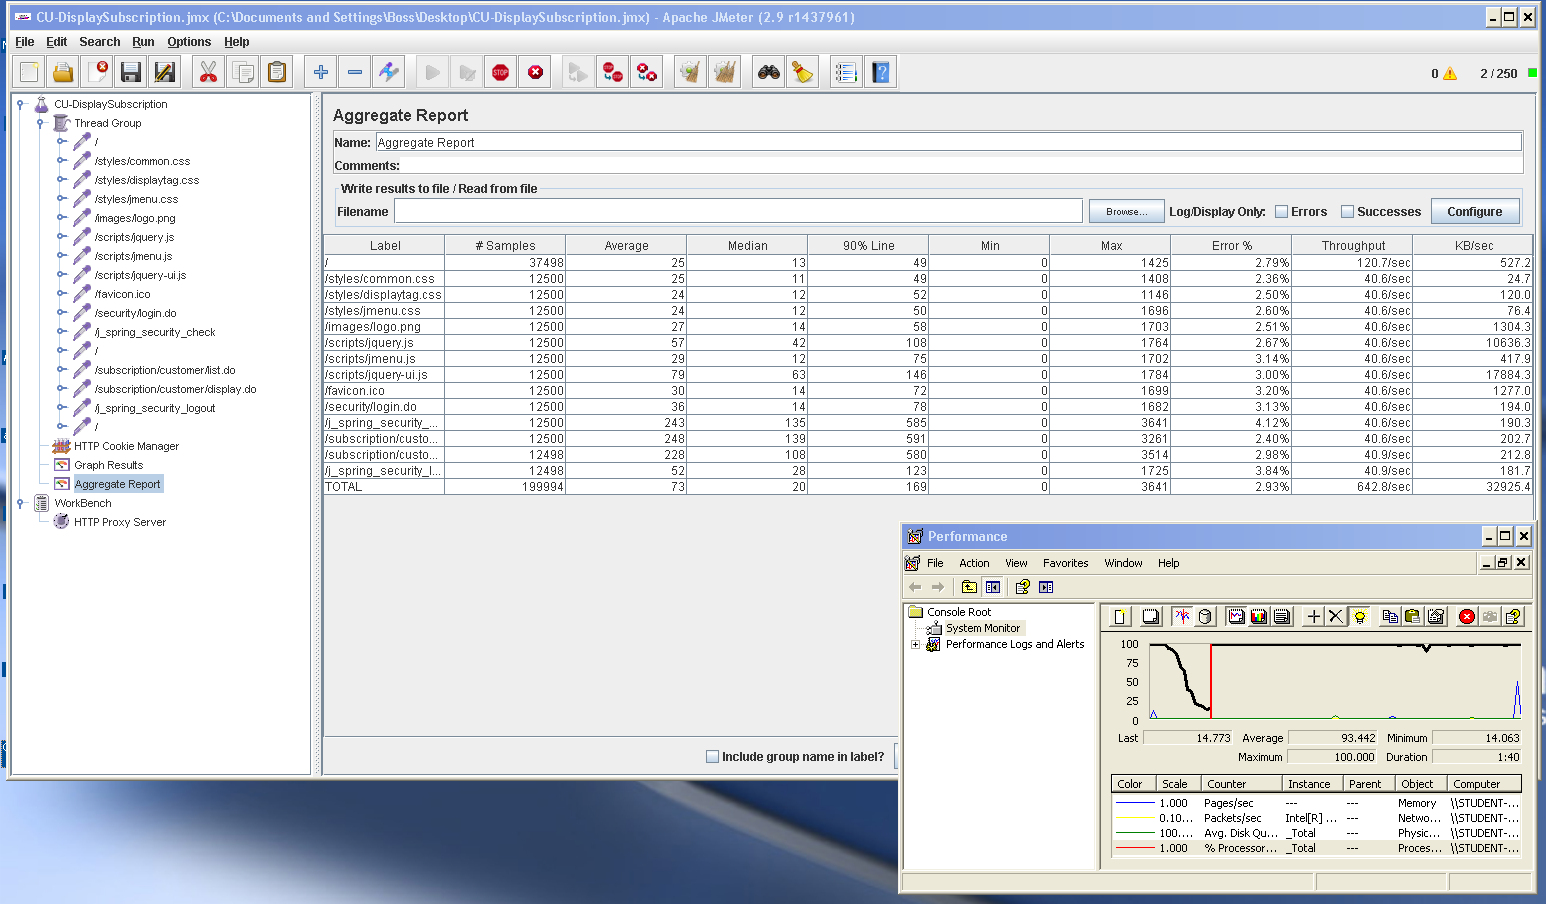 CU-DisplaySubscription.jmx (C:\Documents and Settings\Boss\Desktop\CU-DisplaySubscription.jmx) - Apache JMeter (2.9 r1437961)
File Edit Search Run Options Help
STOP 0 2 / 250
CU-DisplaySubscription
Thread Group
/
/styles/common.css
/styles/displaytag.css
/styles/jmenu.css
/images/logo.png
/scripts/jquery.js
/scripts/jmenu.js
/scripts/jquery-ui.js
/favicon.ico
/security/login.do
/j_spring_security_check
/
/subscription/customer/list.do
/subscription/customer/display.do
/j_spring_security_logout
/
HTTP Cookie Manager
Graph Results
Aggregate Report
WorkBench
HTTP Proxy Server
Aggregate Report
Name: Aggregate Report
Comments:
Write results to file / Read from file
Filename Browse... Log/Display Only: Errors Successes Configure
Label # Samples Average Median 90% Line Min Max Error % Throughput KB/sec
/ 37498 25 13 49 0 1425 2.79% 120.7/sec 527.2
/styles/common.css 12500 25 11 49 0 1408 2.36% 40.6/sec 24.7
/styles/displaytag.css 12500 24 12 52 0 1146 2.50% 40.6/sec 120.0
/styles/jmenu.css 12500 24 12 50 0 1696 2.60% 40.6/sec 76.4
/images/logo.png 12500 27 14 58 0 1703 2.51% 40.6/sec 1304.3
/scripts/jquery.js 12500 57 42 108 0 1764 2.67% 40.6/sec 10636.3
/scripts/jmenu.js 12500 29 12 75 0 1702 3.14% 40.6/sec 417.9
/scripts/jquery-ui.js 12500 79 63 146 0 1784 3.00% 40.6/sec 17884.3
/favicon.ico 12500 30 14 72 0 1699 3.20% 40.6/sec 1277.0
/security/login.do 12500 36 14 78 0 1682 3.13% 40.6/sec 194.0
/j_spring_security_... 12500 243 135 585 0 3641 4.12% 40.6/sec 190.3
/subscription/custo... 12500 248 139 591 0 3261 2.40% 40.6/sec 202.7
/subscription/custo... 12498 228 108 580 0 3514 2.98% 40.9/sec 212.8
/j_spring_security_l... 12498 52 28 123 0 1725 3.84% 40.9/sec 181.7
TOTAL 199994 73 20 169 0 3641 2.93% 642.8/sec 32925.4
Include group name in label?
Performance
File Action View Favorites Window Help
Console Root
System Monitor
Performance Logs and Alerts
100
75
50
25
0
Last 14.773 Average 93.442 Minimum 14.063
Maximum 100.000 Duration 1:40
Color Scale Counter Instance Parent Object Computer
1.000 Pages/sec --- --- Memory \\STUDENT-...
0.10... Packets/sec Intel[R] ... --- Netwo... \\STUDENT-...
100.... Avg. Disk Qu... _Total --- Physic... \\STUDENT-...
1.000 % Processor... _Total --- Proces... \\STUDENT-...